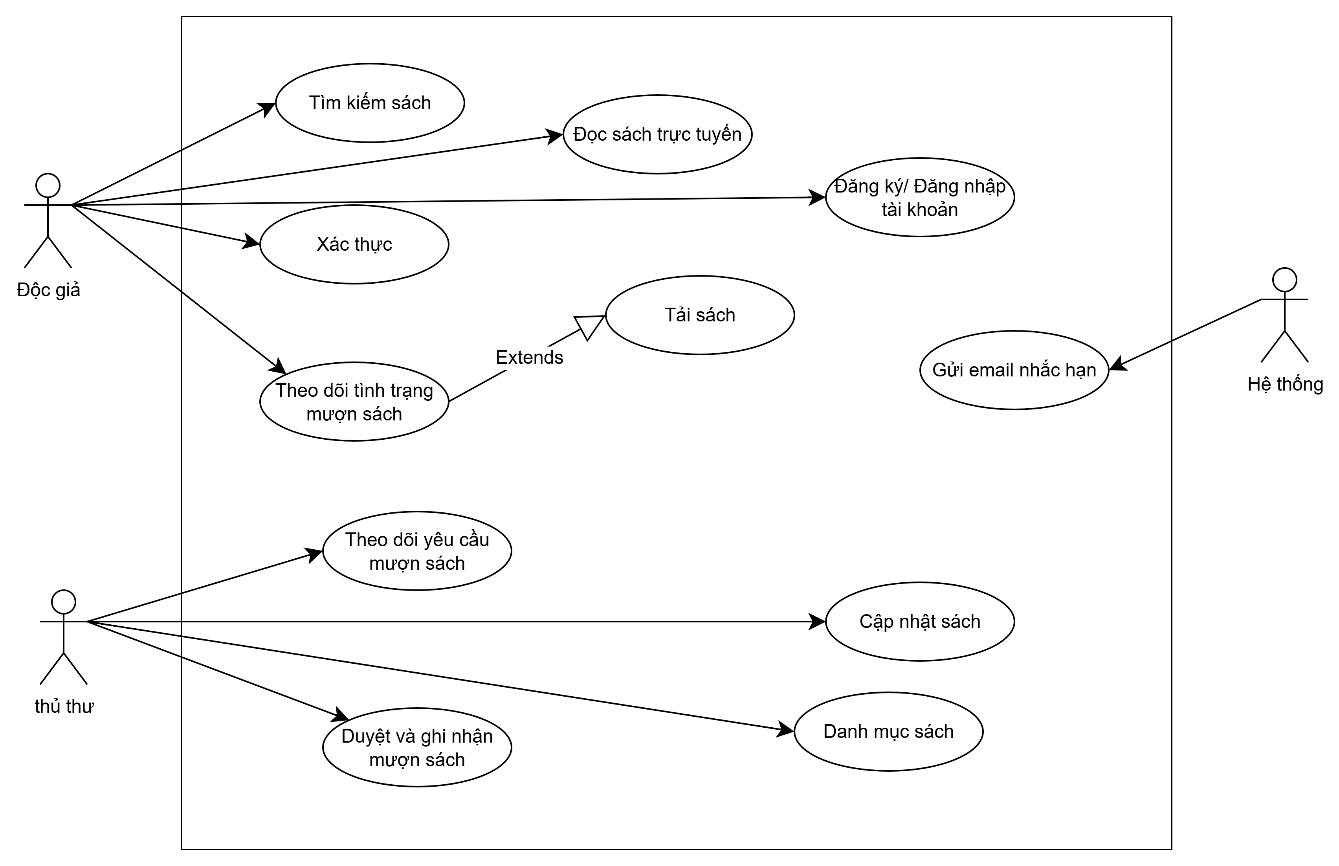 Tìm kiếm sách
Đọc sách trực tuyến
Đăng ký/ Đăng nhập
tài khoản
Xác thực
Độc giả
Tải sách
Extends
Theo dõi tình trạng
mượn sách
Gửi email nhắc hạn
Hệ thống
Theo dõi yêu cầu
mượn sách
Cập nhật sách
thủ thư
Danh mục sách
Duyệt và ghi nhận
mượn sách